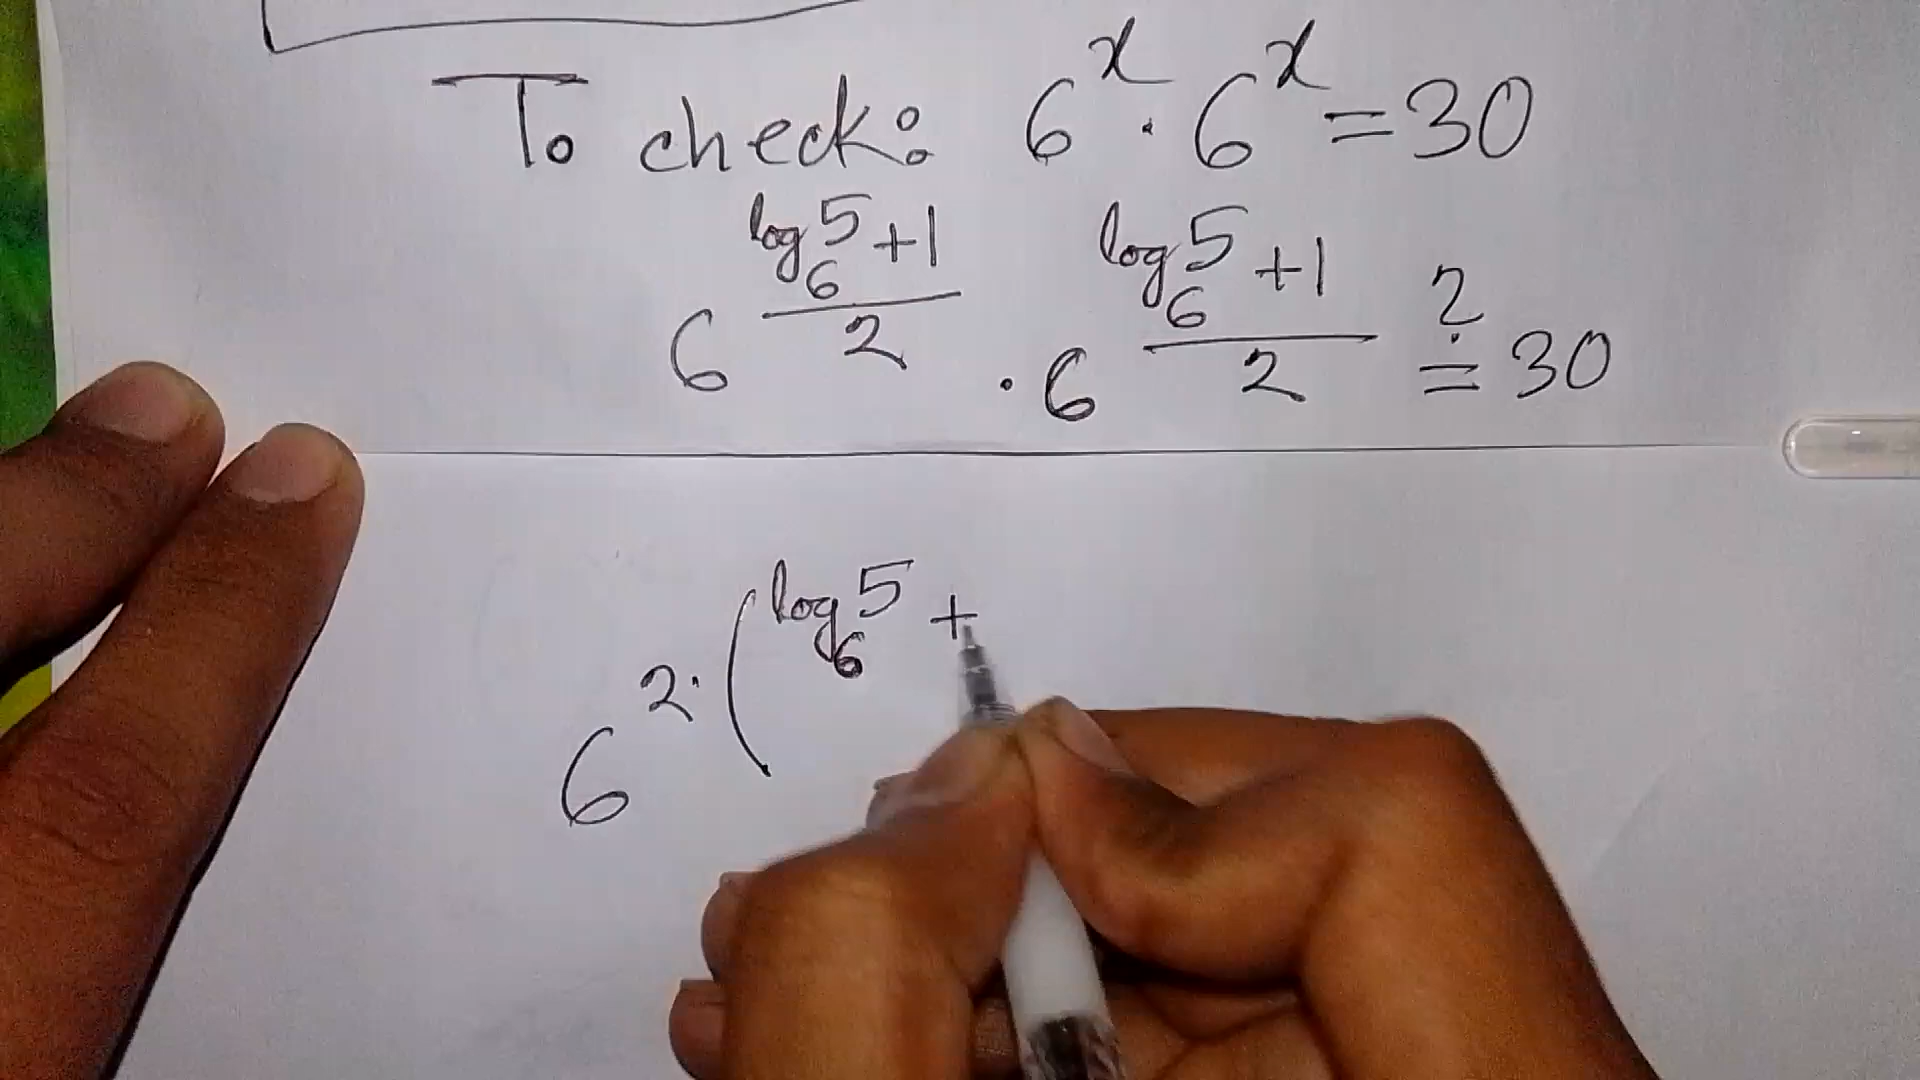 To check: 6^x · 6^x = 30
6^((log_6 5 + 1)/2) · 6^((log_6 5 + 1)/2) ?= 30
6^(2·(log_6 5 +